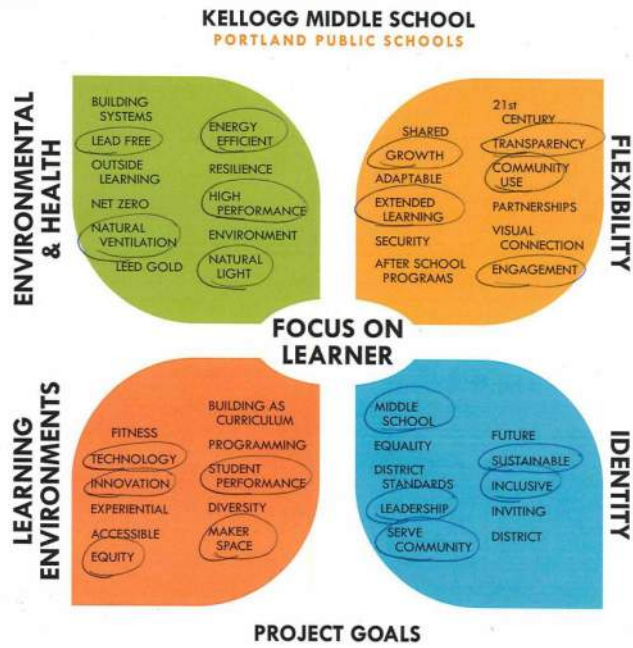 KELLOGG MIDDLE SCHOOL
PORTLAND PUBLIC SCHOOLS
ENVIRONMENTAL
& HEALTH
BUILDING
SYSTEMS
LEAD FREE
OUTSIDE
LEARNING
NET ZERO
NATURAL
VENTILATION
LEED GOLD
ENERGY
EFFICIENT
RESILIENCE
HIGH
PERFORMANCE
ENVIRONMENT
NATURAL
LIGHT
SHARED
GROWTH
ADAPTABLE
EXTENDED
LEARNING
SECURITY
AFTER SCHOOL
PROGRAMS
21st
CENTURY
TRANSPARENCY
COMMUNITY
USE
PARTNERSHIPS
VISUAL
CONNECTION
ENGAGEMENT
FLEXIBILITY
FOCUS ON
LEARNER
LEARNING
ENVIRONMENTS
FITNESS
TECHNOLOGY
INNOVATION
EXPERIENTIAL
ACCESSIBLE
EQUITY
BUILDING AS
CURRICULUM
PROGRAMMING
STUDENT
PERFORMANCE
DIVERSITY
MAKER
SPACE
MIDDLE
SCHOOL
EQUALITY
DISTRICT
STANDARDS
LEADERSHIP
SERVE
COMMUNITY
FUTURE
SUSTAINABLE
INCLUSIVE
INVITING
DISTRICT
IDENTITY
PROJECT GOALS